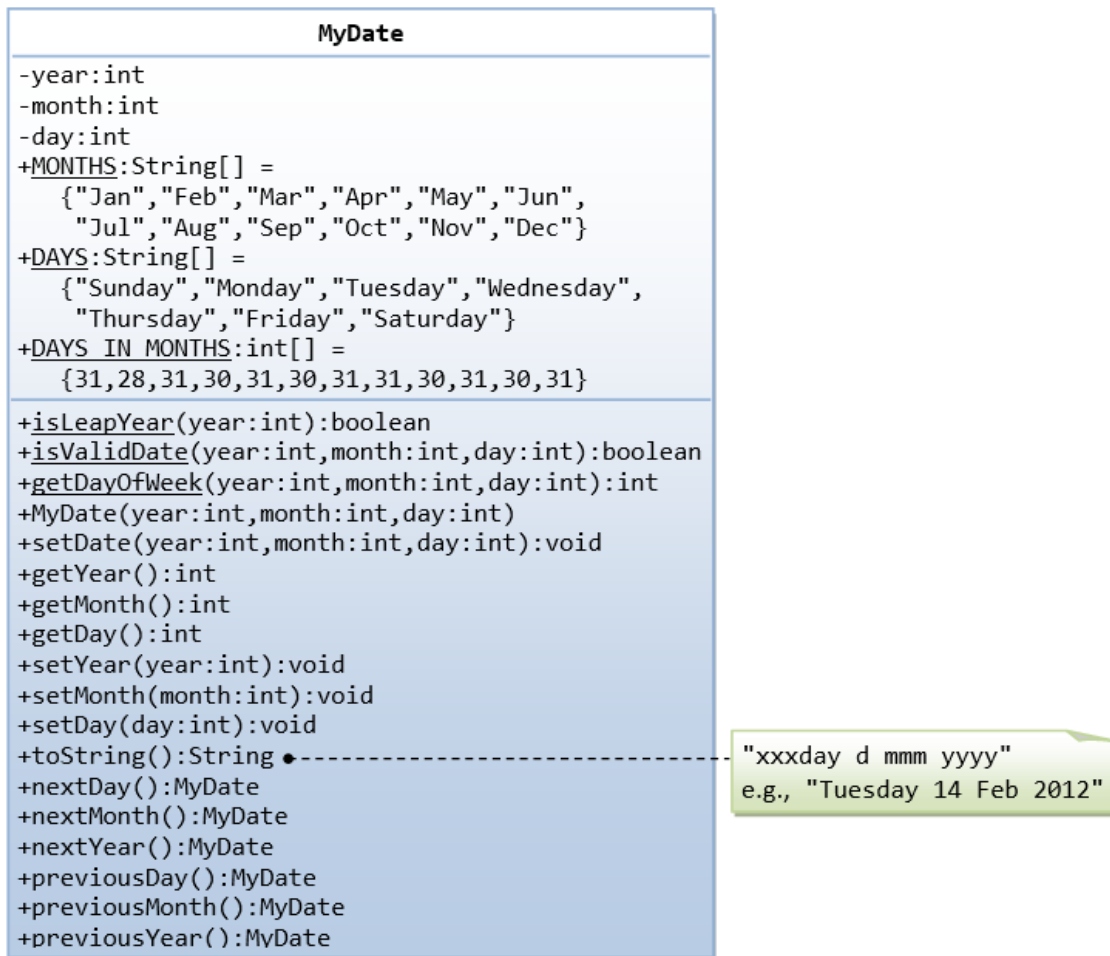 MyDate
-year:int
-month:int
-day:int
+MONTHS:String[] =
{"Jan","Feb","Mar","Apr","May","Jun",
"Jul","Aug","Sep","Oct","Nov","Dec"}
+DAYS:String[] =
{"Sunday","Monday","Tuesday","Wednesday",
"Thursday","Friday","Saturday"}
+DAYS_IN_MONTHS:int[] =
{31,28,31,30,31,30,31,31,30,31,30,31}
+isLeapYear(year:int):boolean
+isValidDate(year:int,month:int,day:int):boolean
+getDayOfWeek(year:int,month:int,day:int):int
+MyDate(year:int,month:int,day:int)
+setDate(year:int,month:int,day:int):void
+getYear():int
+getMonth():int
+getDay():int
+setYear(year:int):void
+setMonth(month:int):void
+setDay(day:int):void
+toString():String
"xxxday d mmm yyyy"
e.g., "Tuesday 14 Feb 2012"
+nextDay():MyDate
+nextMonth():MyDate
+nextYear():MyDate
+previousDay():MyDate
+previousMonth():MyDate
+previousYear():MyDate